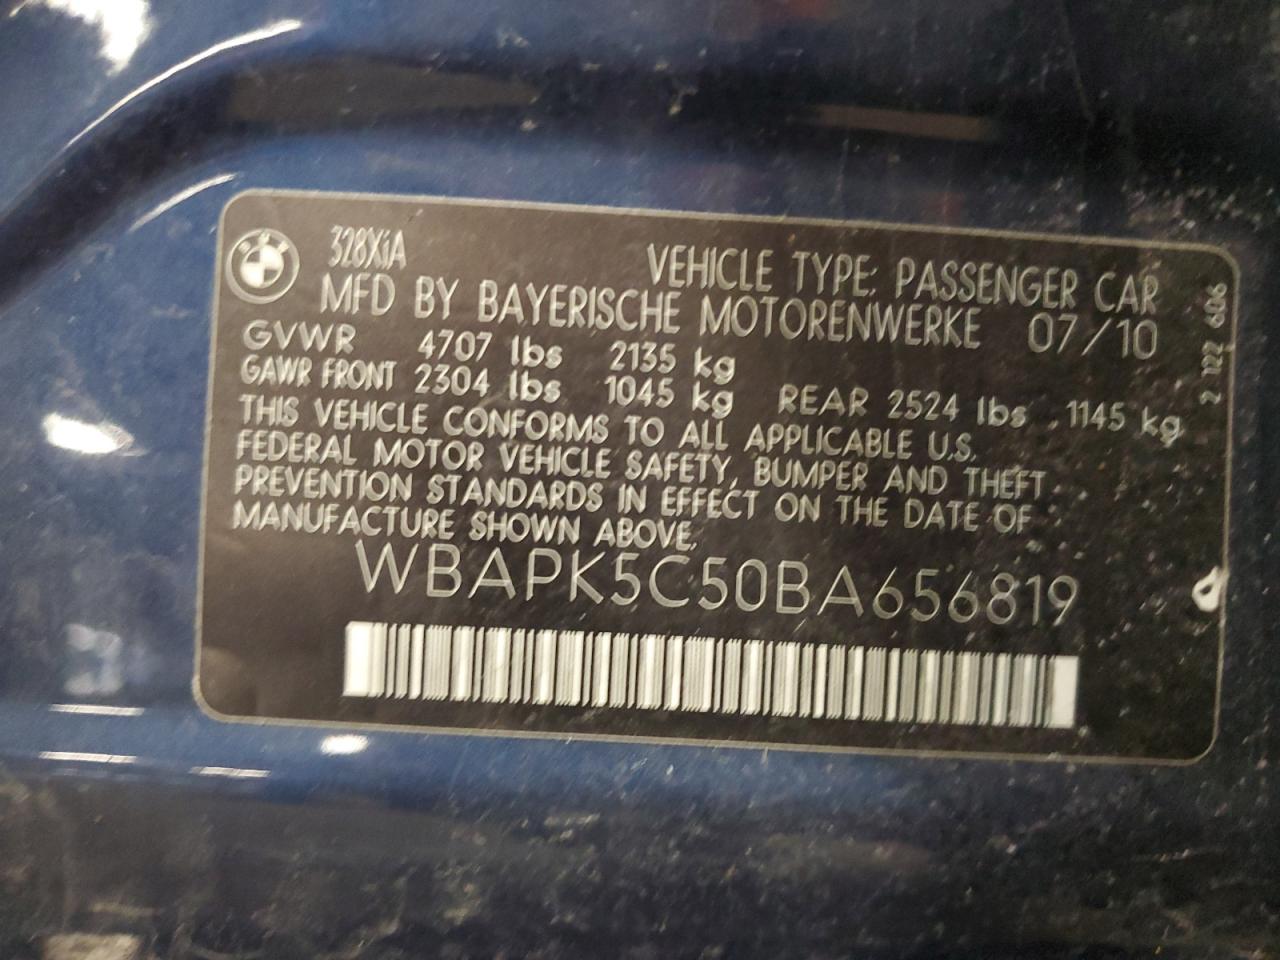 328XiA
VEHICLE TYPE: PASSENGER CAR
MFD BY BAYERISCHE MOTORENWERKE 07/10
GVWR 4707 lbs 2135 kg
GAWR FRONT 2304 lbs 1045 kg REAR 2524 lbs 1145 kg
THIS VEHICLE CONFORMS TO ALL APPLICABLE U.S.
FEDERAL MOTOR VEHICLE SAFETY, BUMPER AND THEFT
PREVENTION STANDARDS IN EFFECT ON THE DATE OF
MANUFACTURE SHOWN ABOVE.
WBAPK5C50BA656819
2 122 606